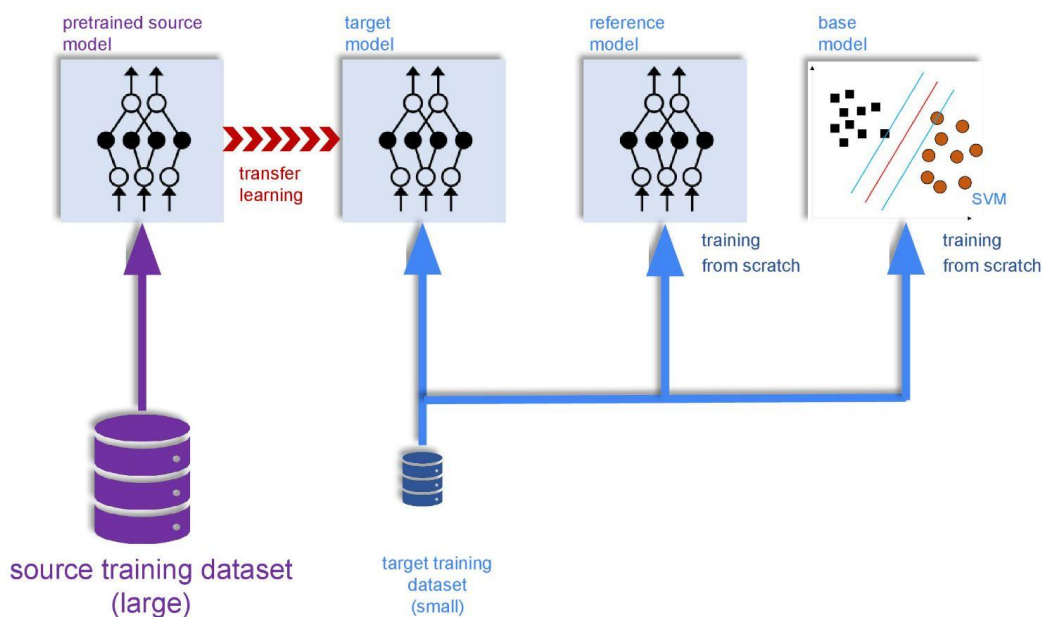 pretrained source
model
target
model
reference
model
base
model
transfer
learning
SVM
training
from scratch
training
from scratch
source training dataset
(large)
target training
dataset
(small)